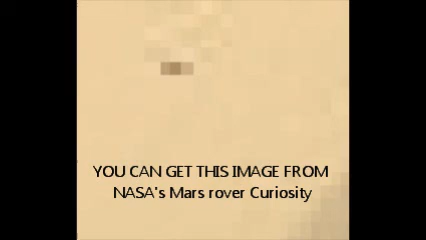 YOU CAN GET THIS IMAGE FROM
NASA's Mars rover Curiosity